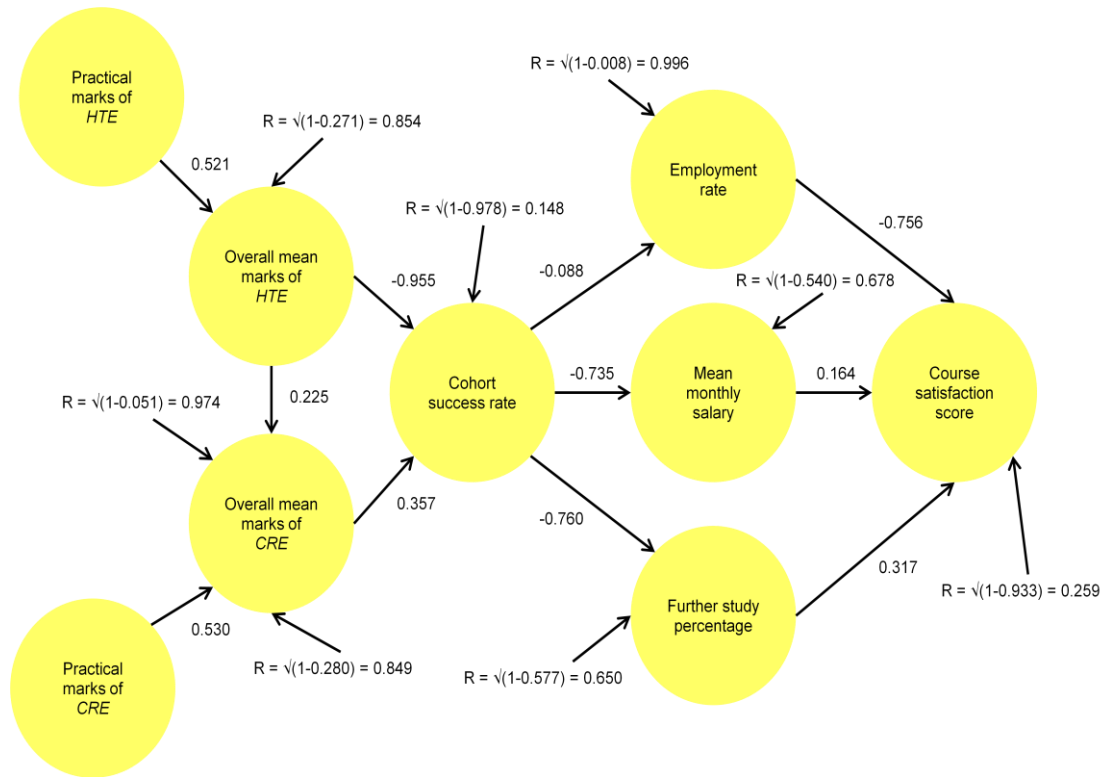 Practical
marks of
HTE
R = √(1-0.008) = 0.996
R = √(1-0.271) = 0.854
0.521
Employment
rate
R = √(1-0.978) = 0.148
-0.756
Overall mean
marks of
HTE
-0.955
-0.088
R = √(1-0.540) = 0.678
Cohort
success rate
-0.735
Mean
monthly
salary
0.164
Course
satisfaction
score
0.225
R = √(1-0.051) = 0.974
Overall mean
marks of
CRE
0.357
-0.760
0.317
R = √(1-0.933) = 0.259
Further study
percentage
0.530
R = √(1-0.280) = 0.849
R = √(1-0.577) = 0.650
Practical
marks of
CRE